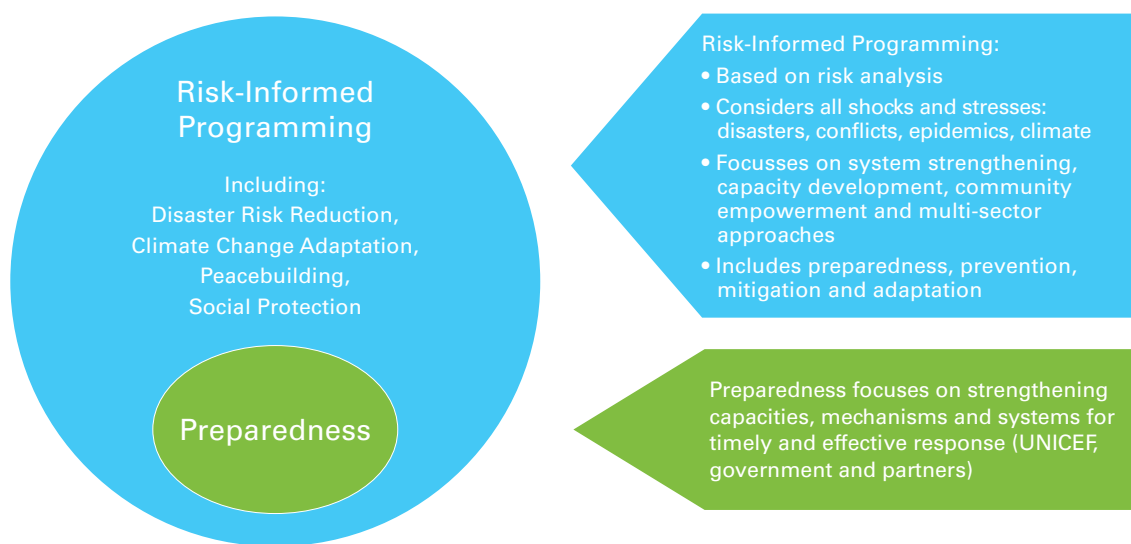 Risk-Informed
Programming
Including:
Disaster Risk Reduction,
Climate Change Adaptation,
Peacebuilding,
Social Protection
Preparedness
Risk-Informed Programming:
• Based on risk analysis
• Considers all shocks and stresses:
disasters, conflicts, epidemics, climate
• Focusses on system strengthening,
capacity development, community
empowerment and multi-sector
approaches
• Includes preparedness, prevention,
mitigation and adaptation
Preparedness focuses on strengthening
capacities, mechanisms and systems for
timely and effective response (UNICEF,
government and partners)